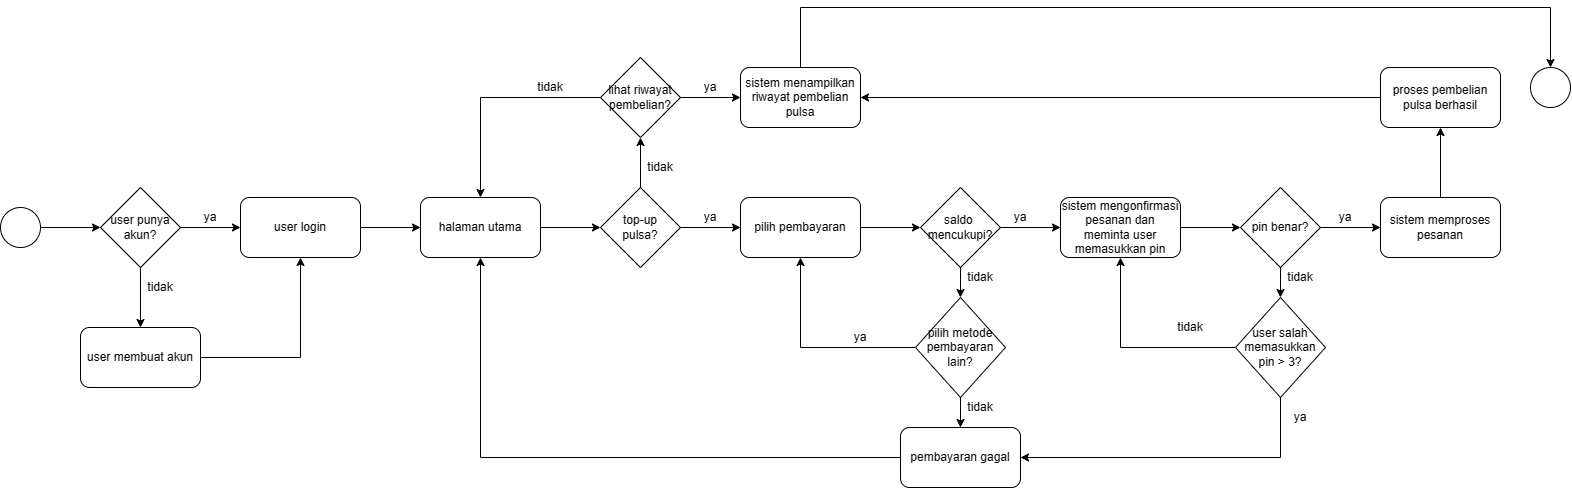 tidak
lihat riwayat
pembelian?
ya
sistem menampilkan
riwayat pembelian
pulsa
proses pembelian
pulsa berhasil
tidak
user punya
akun?
ya
user login
halaman utama
top-up
pulsa?
ya
pilih pembayaran
saldo
mencukupi?
ya
sistem mengonfirmasi
pesanan dan
meminta user
memasukkan pin
pin benar?
ya
sistem memproses
pesanan
tidak
tidak
tidak
user membuat akun
ya
pilih metode
pembayaran
lain?
tidak
user salah
memasukkan
pin > 3?
tidak
ya
pembayaran gagal